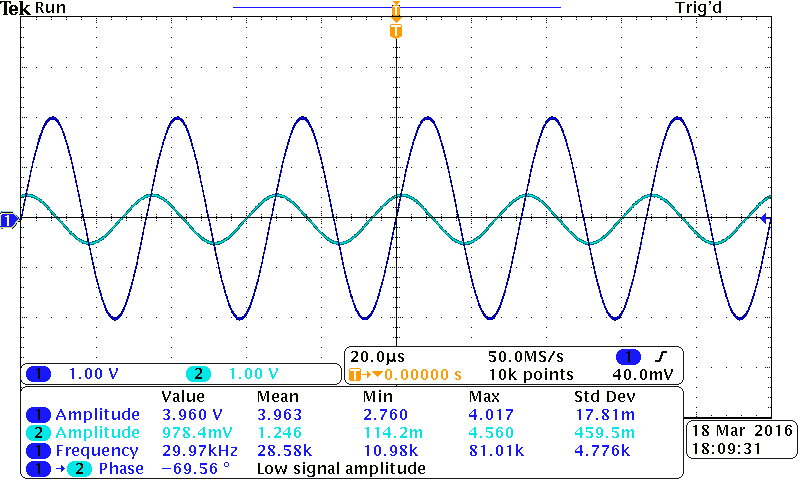 Tek Run Trig'd
T
T
1
20.0µs 50.0MS/s 1
1 1.00 V 2 1.00 V
T→▼0.00000 s 10k points 40.0mV
Value Mean Min Max Std Dev
1 Amplitude 3.960 V 3.963 2.760 4.017 17.81m
2 Amplitude 978.4mV 1.246 114.2m 4.560 459.5m
1 Frequency 29.97kHz 28.58k 10.98k 81.01k 4.776k
1 →2 Phase −69.56 ° Low signal amplitude
18 Mar 2016
18:09:31